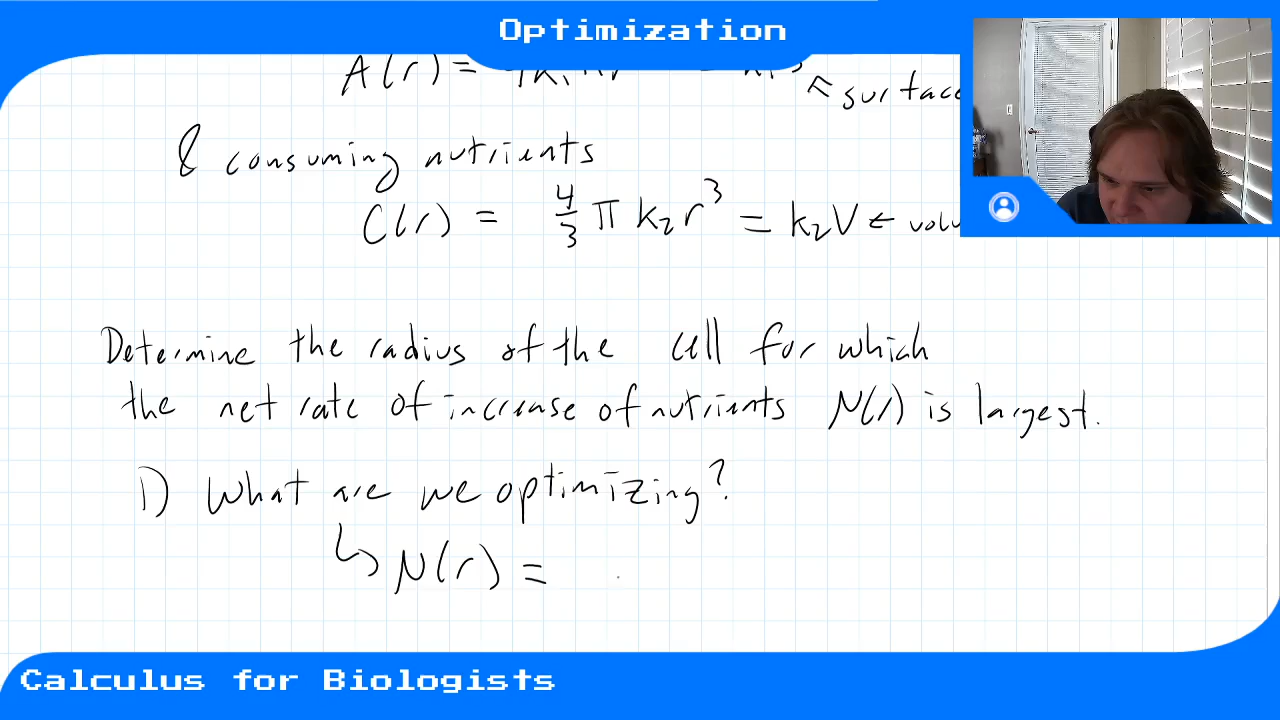 Optimization
A(r) =
↖ surface
& consuming nutrients
C(r) = 4/3 π k₂ r³ = k₂V ← volu
Determine the radius of the cell for which
the net rate of increase of nutrients N(r) is largest.
1) What are we optimizing?
↳ N(r) =
Calculus for Biologists